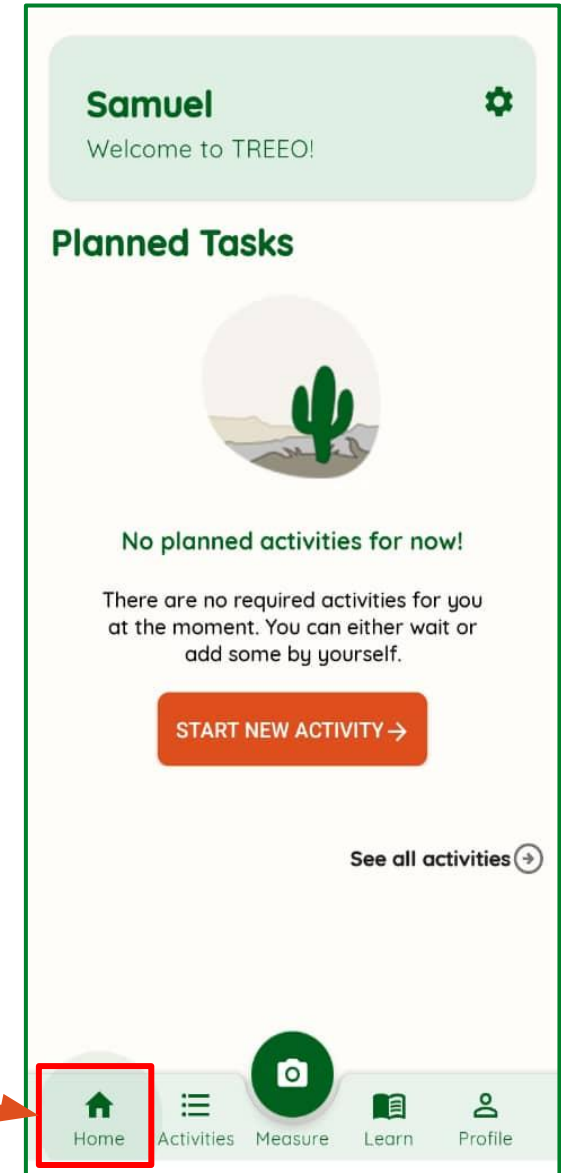 Samuel
Welcome to TREEO!
Planned Tasks
No planned activities for now!
There are no required activities for you
at the moment. You can either wait or
add some by yourself.
START NEW ACTIVITY →
See all activities
Home Activities Measure Learn Profile